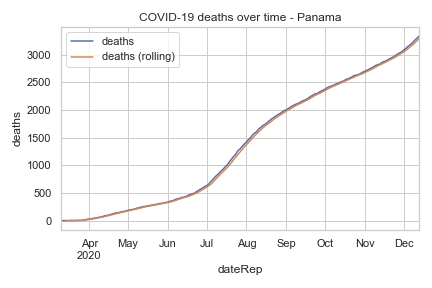 COVID-19 deaths over time - Panama
deaths
deaths (rolling)
3000
2500
2000
1500
1000
500
0
deaths
Apr May Jun Jul Aug Sep Oct Nov Dec
2020
dateRep